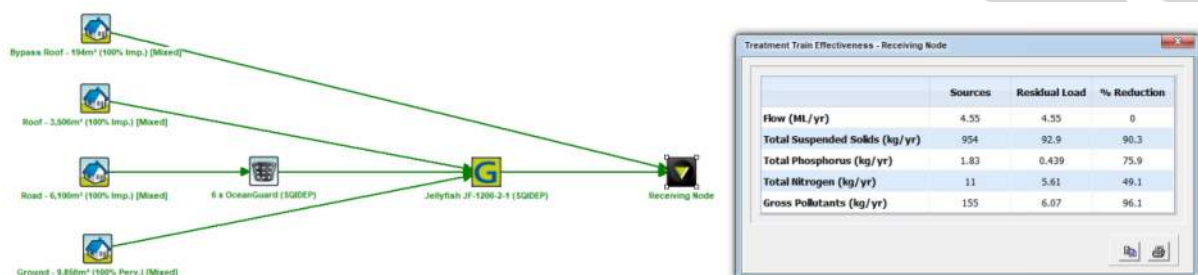 Bypass Roof - 194m² (100% Imp.) [Mixed]
Roof - 3,506m² (100% Imp.) [Mixed]
Road - 6,100m² (100% Imp.) [Mixed]
6 x OceanGuard (SQIDEP)
Jellyfish JF-1200-2-1 (SQIDEP)
Receiving Node
Ground - 9,850m² (100% Perv.) [Mixed]
Treatment Train Effectiveness - Receiving Node
Sources Residual Load % Reduction
Flow (ML/yr) 4.55 4.55 0
Total Suspended Solids (kg/yr) 954 92.9 90.3
Total Phosphorus (kg/yr) 1.83 0.439 75.9
Total Nitrogen (kg/yr) 11 5.61 49.1
Gross Pollutants (kg/yr) 155 6.07 96.1